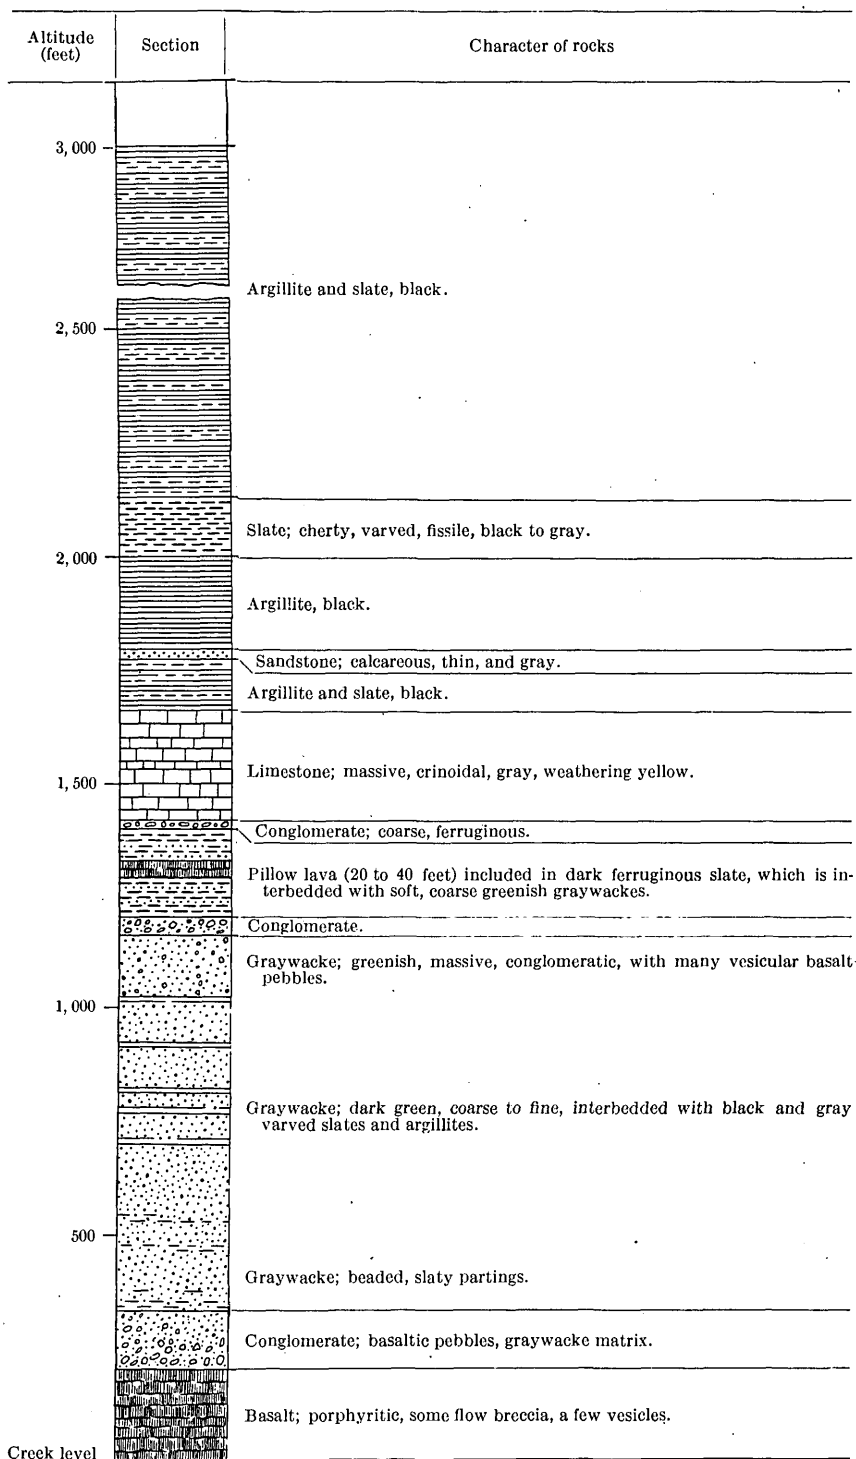 Altitude
(feet)
Section
Character of rocks
3,000
Argillite and slate, black.
2,500
Slate; cherty, varved, fissile, black to gray.
2,000
Argillite, black.
Sandstone; calcareous, thin, and gray.
Argillite and slate, black.
Limestone; massive, crinoidal, gray, weathering yellow.
1,500
Conglomerate; coarse, ferruginous.
Pillow lava (20 to 40 feet) included in dark ferruginous slate, which is in-
terbedded with soft, coarse greenish graywackes.
Conglomerate.
Graywacke; greenish, massive, conglomeratic, with many vesicular basalt
pebbles.
1,000
Graywacke; dark green, coarse to fine, interbedded with black and gray
varved slates and argillites.
500
Graywacke; beaded, slaty partings.
Conglomerate; basaltic pebbles, graywacke matrix.
Basalt; porphyritic, some flow breccia, a few vesicles.
Creek level